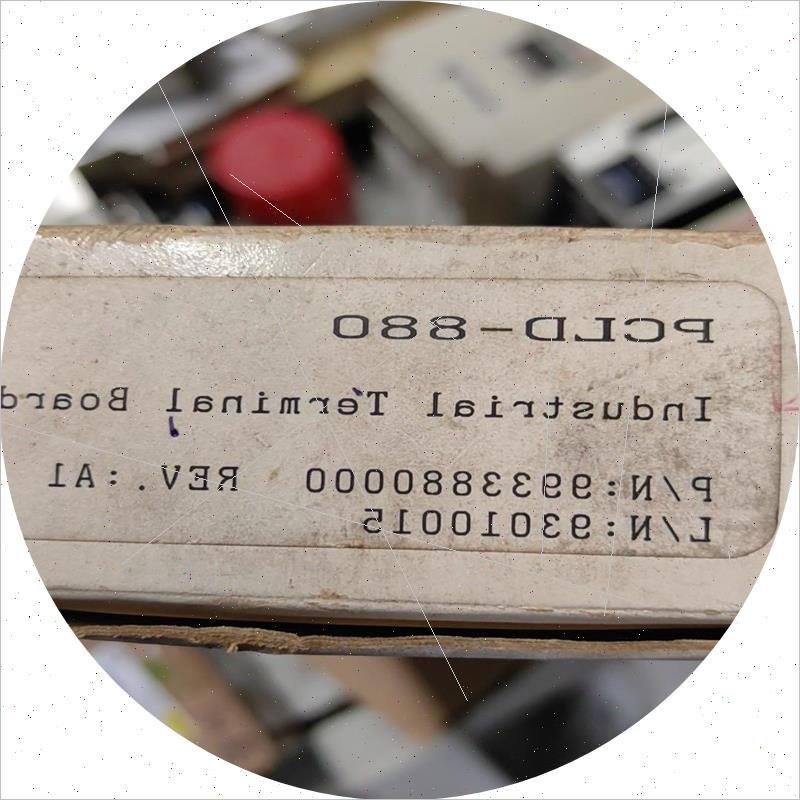 PCLD-880
Industrial Terminal Board
P/N:9933880000 REV.:A1
L/N:93010015